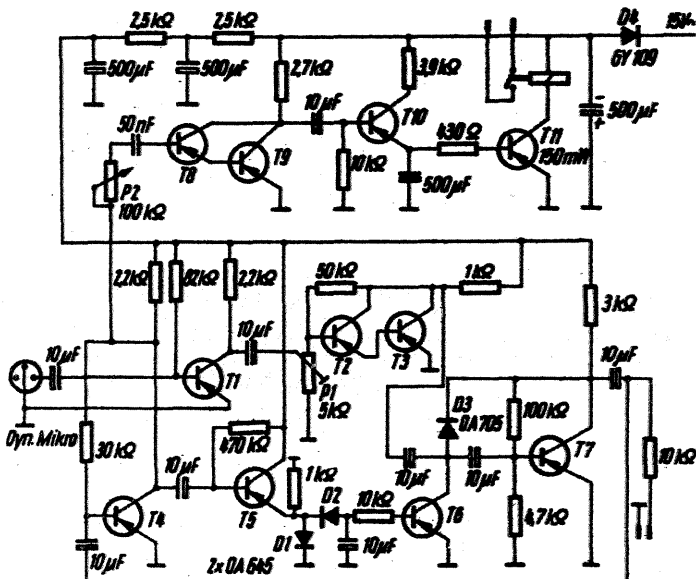 2,5kΩ
2,5kΩ
D4
15V~
GY 109
500µF
500µF
2,7kΩ
3,9kΩ
10µF
T10
50nF
T8
T9
10kΩ
430Ω
T11
150mW
500µF
500µF
-
+
P2
100kΩ
2,2kΩ
82kΩ
2,2kΩ
50kΩ
1kΩ
3kΩ
10µF
10µF
T1
T2
T3
P1
5kΩ
10µF
Dyn. Mikro
30kΩ
470kΩ
D3
OA705
100kΩ
T7
10kΩ
10µF
1kΩ
10µF
10µF
T4
T5
D2
10kΩ
T6
4,7kΩ
10µF
2x OA 645
D1
10µF